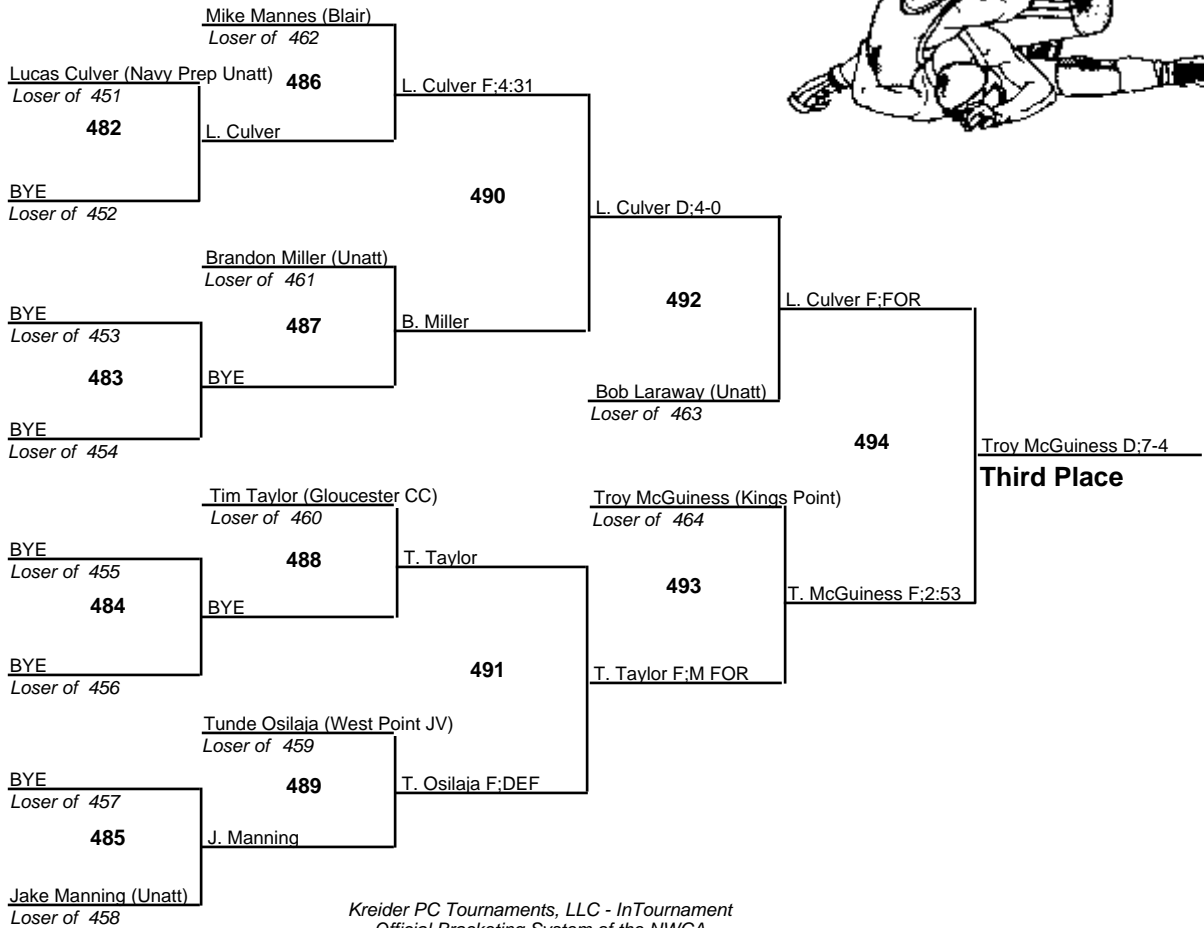 Mike Mannes (Blair)
Loser of 462
Lucas Culver (Navy Prep Unatt)
486
L. Culver F;4:31
Loser of 451
482
L. Culver
BYE
Loser of 452
490
L. Culver D;4-0
Brandon Miller (Unatt)
Loser of 461
492
L. Culver F;FOR
BYE
Loser of 453
487
B. Miller
483
BYE
Bob Laraway (Unatt)
Loser of 463
BYE
Loser of 454
494
Troy McGuiness D;7-4
Third Place
Tim Taylor (Gloucester CC)
Loser of 460
Troy McGuiness (Kings Point)
Loser of 464
BYE
Loser of 455
488
T. Taylor
493
484
BYE
T. McGuiness F;2:53
BYE
Loser of 456
491
T. Taylor F;M FOR
Tunde Osilaja (West Point JV)
Loser of 459
BYE
Loser of 457
489
T. Osilaja F;DEF
485
J. Manning
Jake Manning (Unatt)
Loser of 458
Kreider PC Tournaments, LLC - InTournament
Official Bracketing System of the NWCA